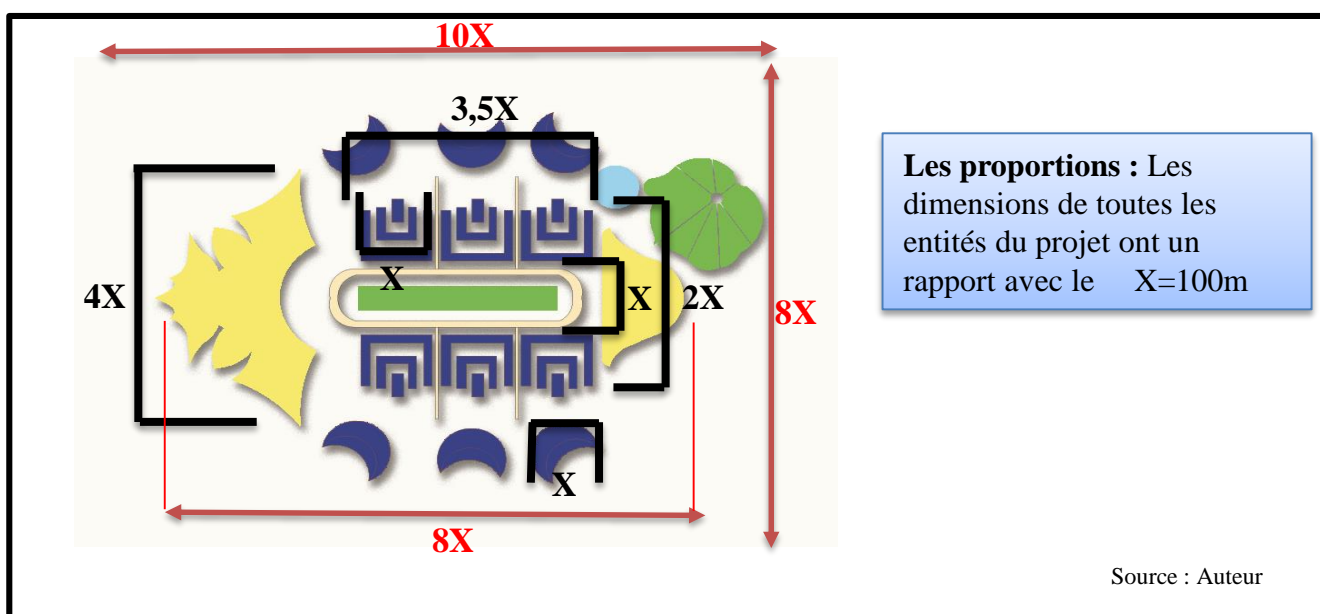 10X
3,5X
Les proportions : Les
dimensions de toutes les
entités du projet ont un
rapport avec le X=100m
4X
X
X
2X
8X
X
8X
Source : Auteur